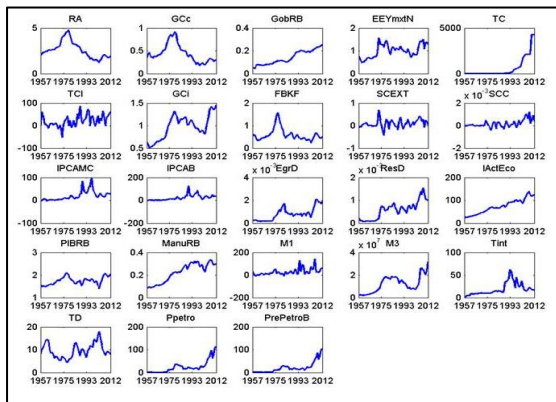 RA GCc GobRB EEYmxtN TC
4 1 0.4 2 5000
2 0.5 0.2 1
0 0 0 0 0
1957 1975 1993 2012 1957 1975 1993 2012 1957 1975 1993 2012 1957 1975 1993 2012 1957 1975 1993 2012
TCI GCi FBKF SCEXT x 10⁻³ SCC
100 1.5 2 1 2
0 1 1 0 0
-100 0.5 0 -1 -2
1957 1975 1993 2012 1957 1975 1993 2012 1957 1975 1993 2012 1957 1975 1993 2012 1957 1975 1993 2012
IPCAMC IPCAB x 10⁻³ EgrD x 10⁻³ ResD IActEco
100 200 4 2 200
0 0 2 1 100
-100 -200 0 0 0
1957 1975 1993 2012 1957 1975 1993 2012 1957 1975 1993 2012 1957 1975 1993 2012 1957 1975 1993 2012
PIBRB ManuRB M1 x 10⁷ M3 Tint
3 0.4 200 4 100
2 0.2 0 2 50
1 0 -200 0 0
1957 1975 1993 2012 1957 1975 1993 2012 1957 1975 1993 2012 1957 1975 1993 2012 1957 1975 1993 2012
TD Ppetro PrePetroB
20 200 200
10 100 100
0 0 0
1957 1975 1993 2012 1957 1975 1993 2012 1957 1975 1993 2012